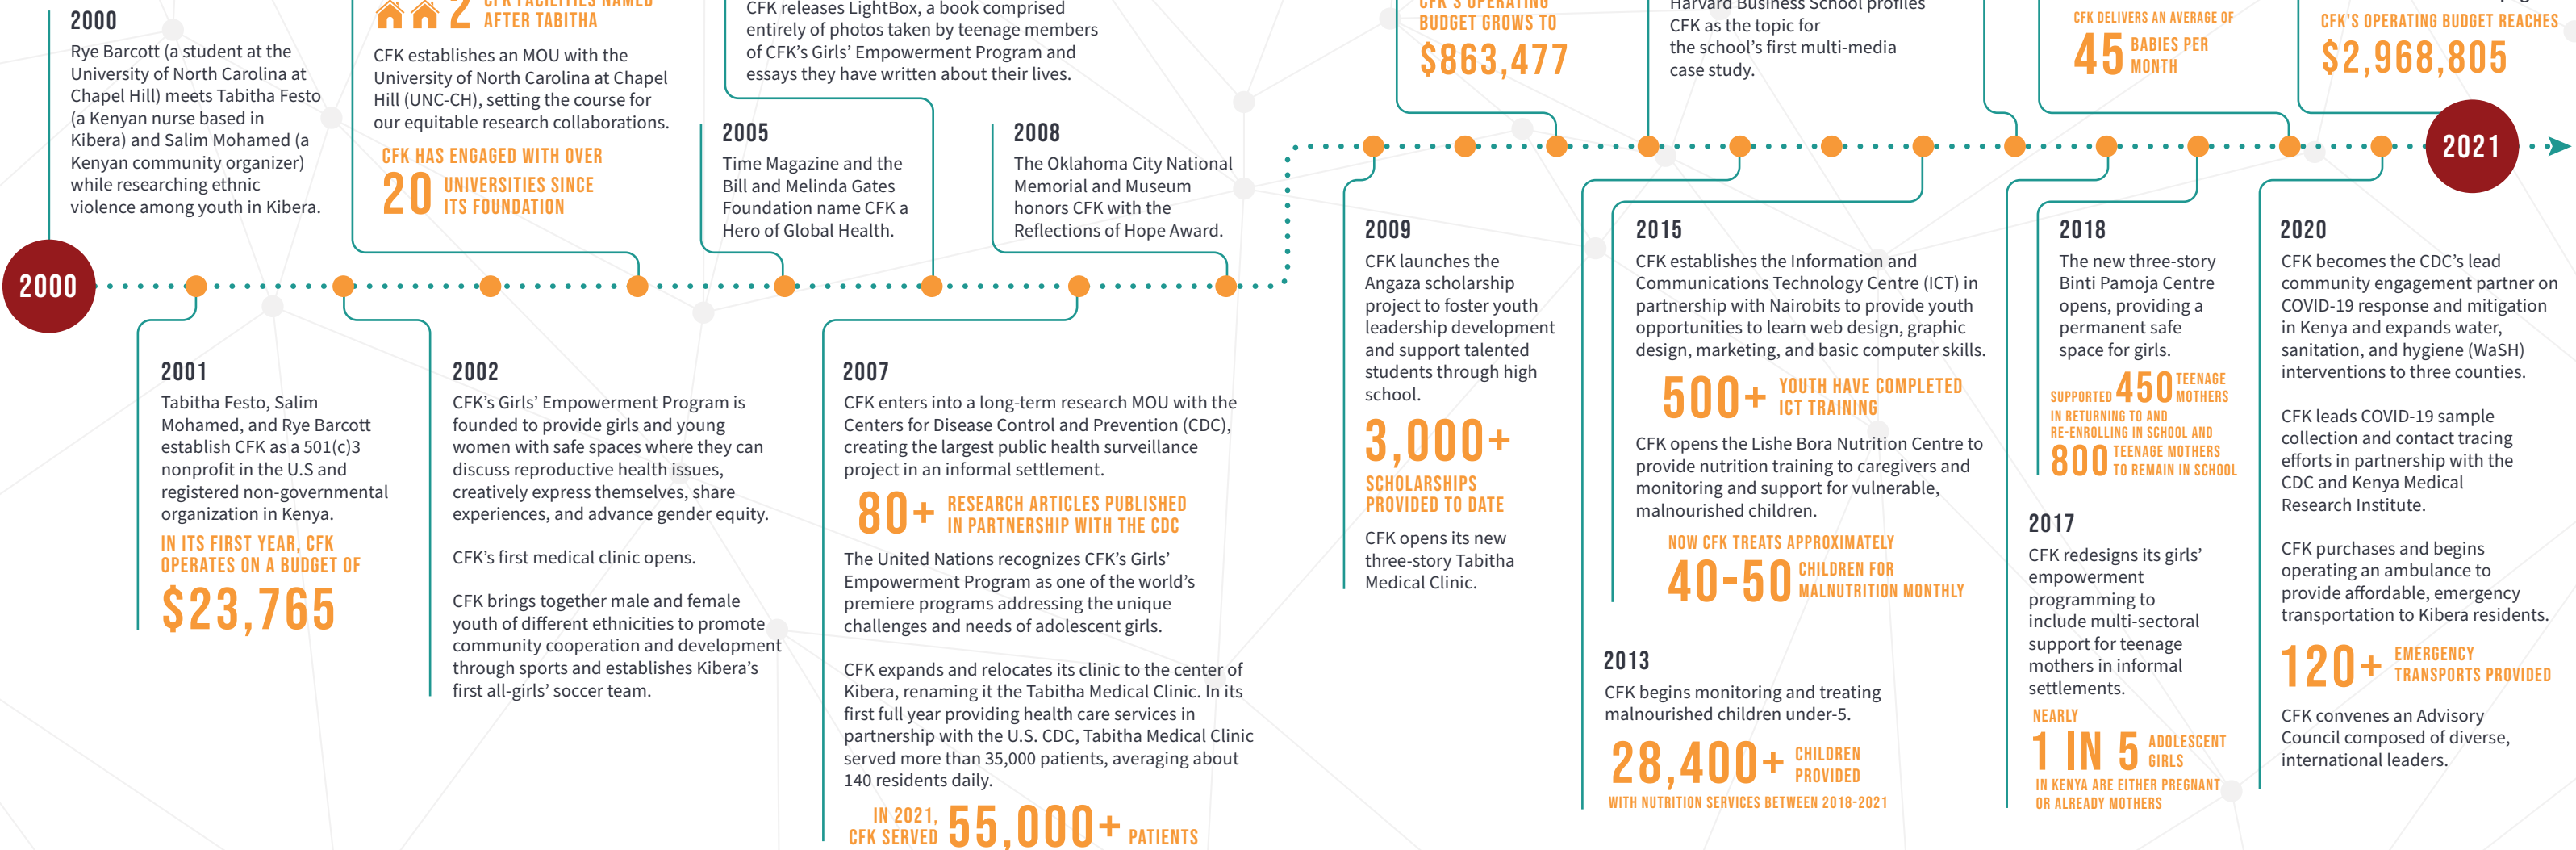 2000
Rye Barcott (a student at the
University of North Carolina at
Chapel Hill) meets Tabitha Festo
(a Kenyan nurse based in
Kibera) and Salim Mohamed (a
Kenyan community organizer)
while researching ethnic
violence among youth in Kibera.
2 CFK FACILITIES NAMED
AFTER TABITHA
CFK establishes an MOU with the
University of North Carolina at Chapel
Hill (UNC-CH), setting the course for
our equitable research collaborations.
CFK HAS ENGAGED WITH OVER
20 UNIVERSITIES SINCE
ITS FOUNDATION
CFK releases LightBox, a book comprised
entirely of photos taken by teenage members
of CFK's Girls' Empowerment Program and
essays they have written about their lives.
2005
Time Magazine and the
Bill and Melinda Gates
Foundation name CFK a
Hero of Global Health.
2008
The Oklahoma City National
Memorial and Museum
honors CFK with the
Reflections of Hope Award.
CFK'S OPERATING
BUDGET GROWS TO
$863,477
Harvard Business School profiles
CFK as the topic for
the school's first multi-media
case study.
CFK DELIVERS AN AVERAGE OF
45 BABIES PER
MONTH
CFK'S OPERATING BUDGET REACHES
$2,968,805
2000
2021
2001
Tabitha Festo, Salim
Mohamed, and Rye Barcott
establish CFK as a 501(c)3
nonprofit in the U.S and
registered non-governmental
organization in Kenya.
IN ITS FIRST YEAR, CFK
OPERATES ON A BUDGET OF
$23,765
2002
CFK's Girls' Empowerment Program is
founded to provide girls and young
women with safe spaces where they can
discuss reproductive health issues,
creatively express themselves, share
experiences, and advance gender equity.
CFK's first medical clinic opens.
CFK brings together male and female
youth of different ethnicities to promote
community cooperation and development
through sports and establishes Kibera's
first all-girls' soccer team.
2007
CFK enters into a long-term research MOU with the
Centers for Disease Control and Prevention (CDC),
creating the largest public health surveillance
project in an informal settlement.
80+ RESEARCH ARTICLES PUBLISHED
IN PARTNERSHIP WITH THE CDC
The United Nations recognizes CFK's Girls'
Empowerment Program as one of the world's
premiere programs addressing the unique
challenges and needs of adolescent girls.
CFK expands and relocates its clinic to the center of
Kibera, renaming it the Tabitha Medical Clinic. In its
first full year providing health care services in
partnership with the U.S. CDC, Tabitha Medical Clinic
served more than 35,000 patients, averaging about
140 residents daily.
IN 2021,
CFK SERVED 55,000+ PATIENTS
2009
CFK launches the
Angaza scholarship
project to foster youth
leadership development
and support talented
students through high
school.
3,000+
SCHOLARSHIPS
PROVIDED TO DATE
CFK opens its new
three-story Tabitha
Medical Clinic.
2015
CFK establishes the Information and
Communications Technology Centre (ICT) in
partnership with Nairobits to provide youth
opportunities to learn web design, graphic
design, marketing, and basic computer skills.
500+ YOUTH HAVE COMPLETED
ICT TRAINING
CFK opens the Lishe Bora Nutrition Centre to
provide nutrition training to caregivers and
monitoring and support for vulnerable,
malnourished children.
NOW CFK TREATS APPROXIMATELY
40-50 CHILDREN FOR
MALNUTRITION MONTHLY
2013
CFK begins monitoring and treating
malnourished children under-5.
28,400+ CHILDREN
PROVIDED
WITH NUTRITION SERVICES BETWEEN 2018-2021
2018
The new three-story
Binti Pamoja Centre
opens, providing a
permanent safe
space for girls.
SUPPORTED 450 TEENAGE
MOTHERS
IN RETURNING TO AND
RE-ENROLLING IN SCHOOL AND
800 TEENAGE MOTHERS
TO REMAIN IN SCHOOL
2017
CFK redesigns its girls'
empowerment
programming to
include multi-sectoral
support for teenage
mothers in informal
settlements.
NEARLY
1 IN 5 ADOLESCENT
GIRLS
IN KENYA ARE EITHER PREGNANT
OR ALREADY MOTHERS
2020
CFK becomes the CDC's lead
community engagement partner on
COVID-19 response and mitigation
in Kenya and expands water,
sanitation, and hygiene (WaSH)
interventions to three counties.
CFK leads COVID-19 sample
collection and contact tracing
efforts in partnership with the
CDC and Kenya Medical
Research Institute.
CFK purchases and begins
operating an ambulance to
provide affordable, emergency
transportation to Kibera residents.
120+ EMERGENCY
TRANSPORTS PROVIDED
CFK convenes an Advisory
Council composed of diverse,
international leaders.